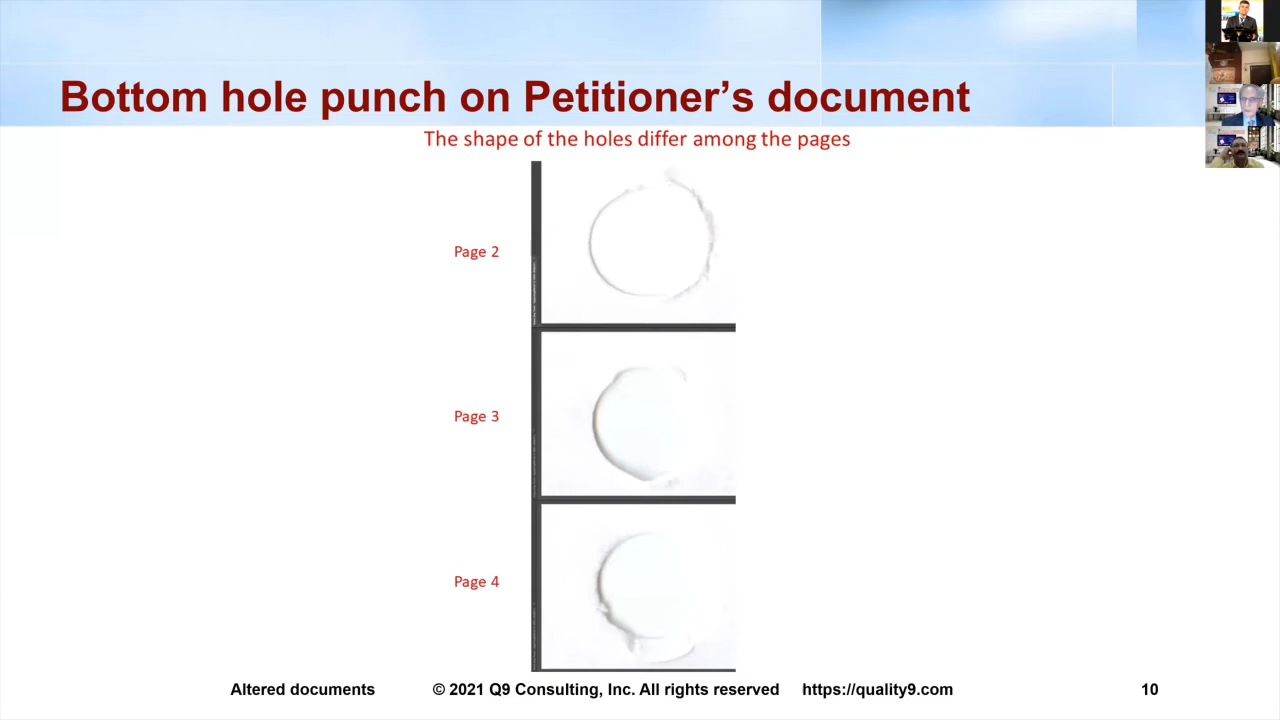 Bottom hole punch on Petitioner’s document
The shape of the holes differ among the pages
Page 2
Page 3
Page 4
Altered documents © 2021 Q9 Consulting, Inc. All rights reserved https://quality9.com 10